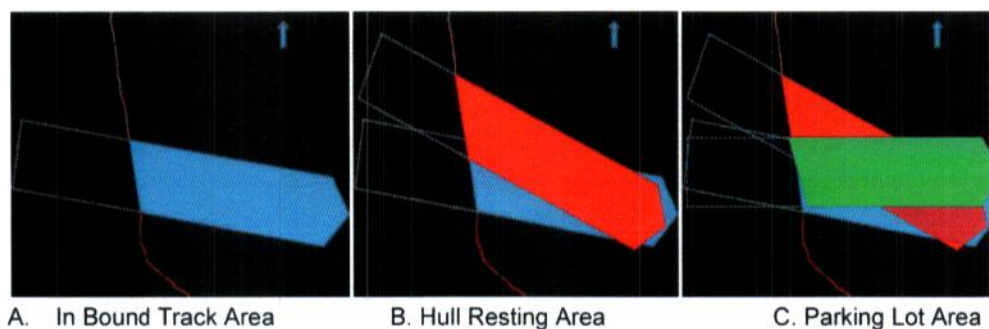 A. In Bound Track Area
B. Hull Resting Area
C. Parking Lot Area